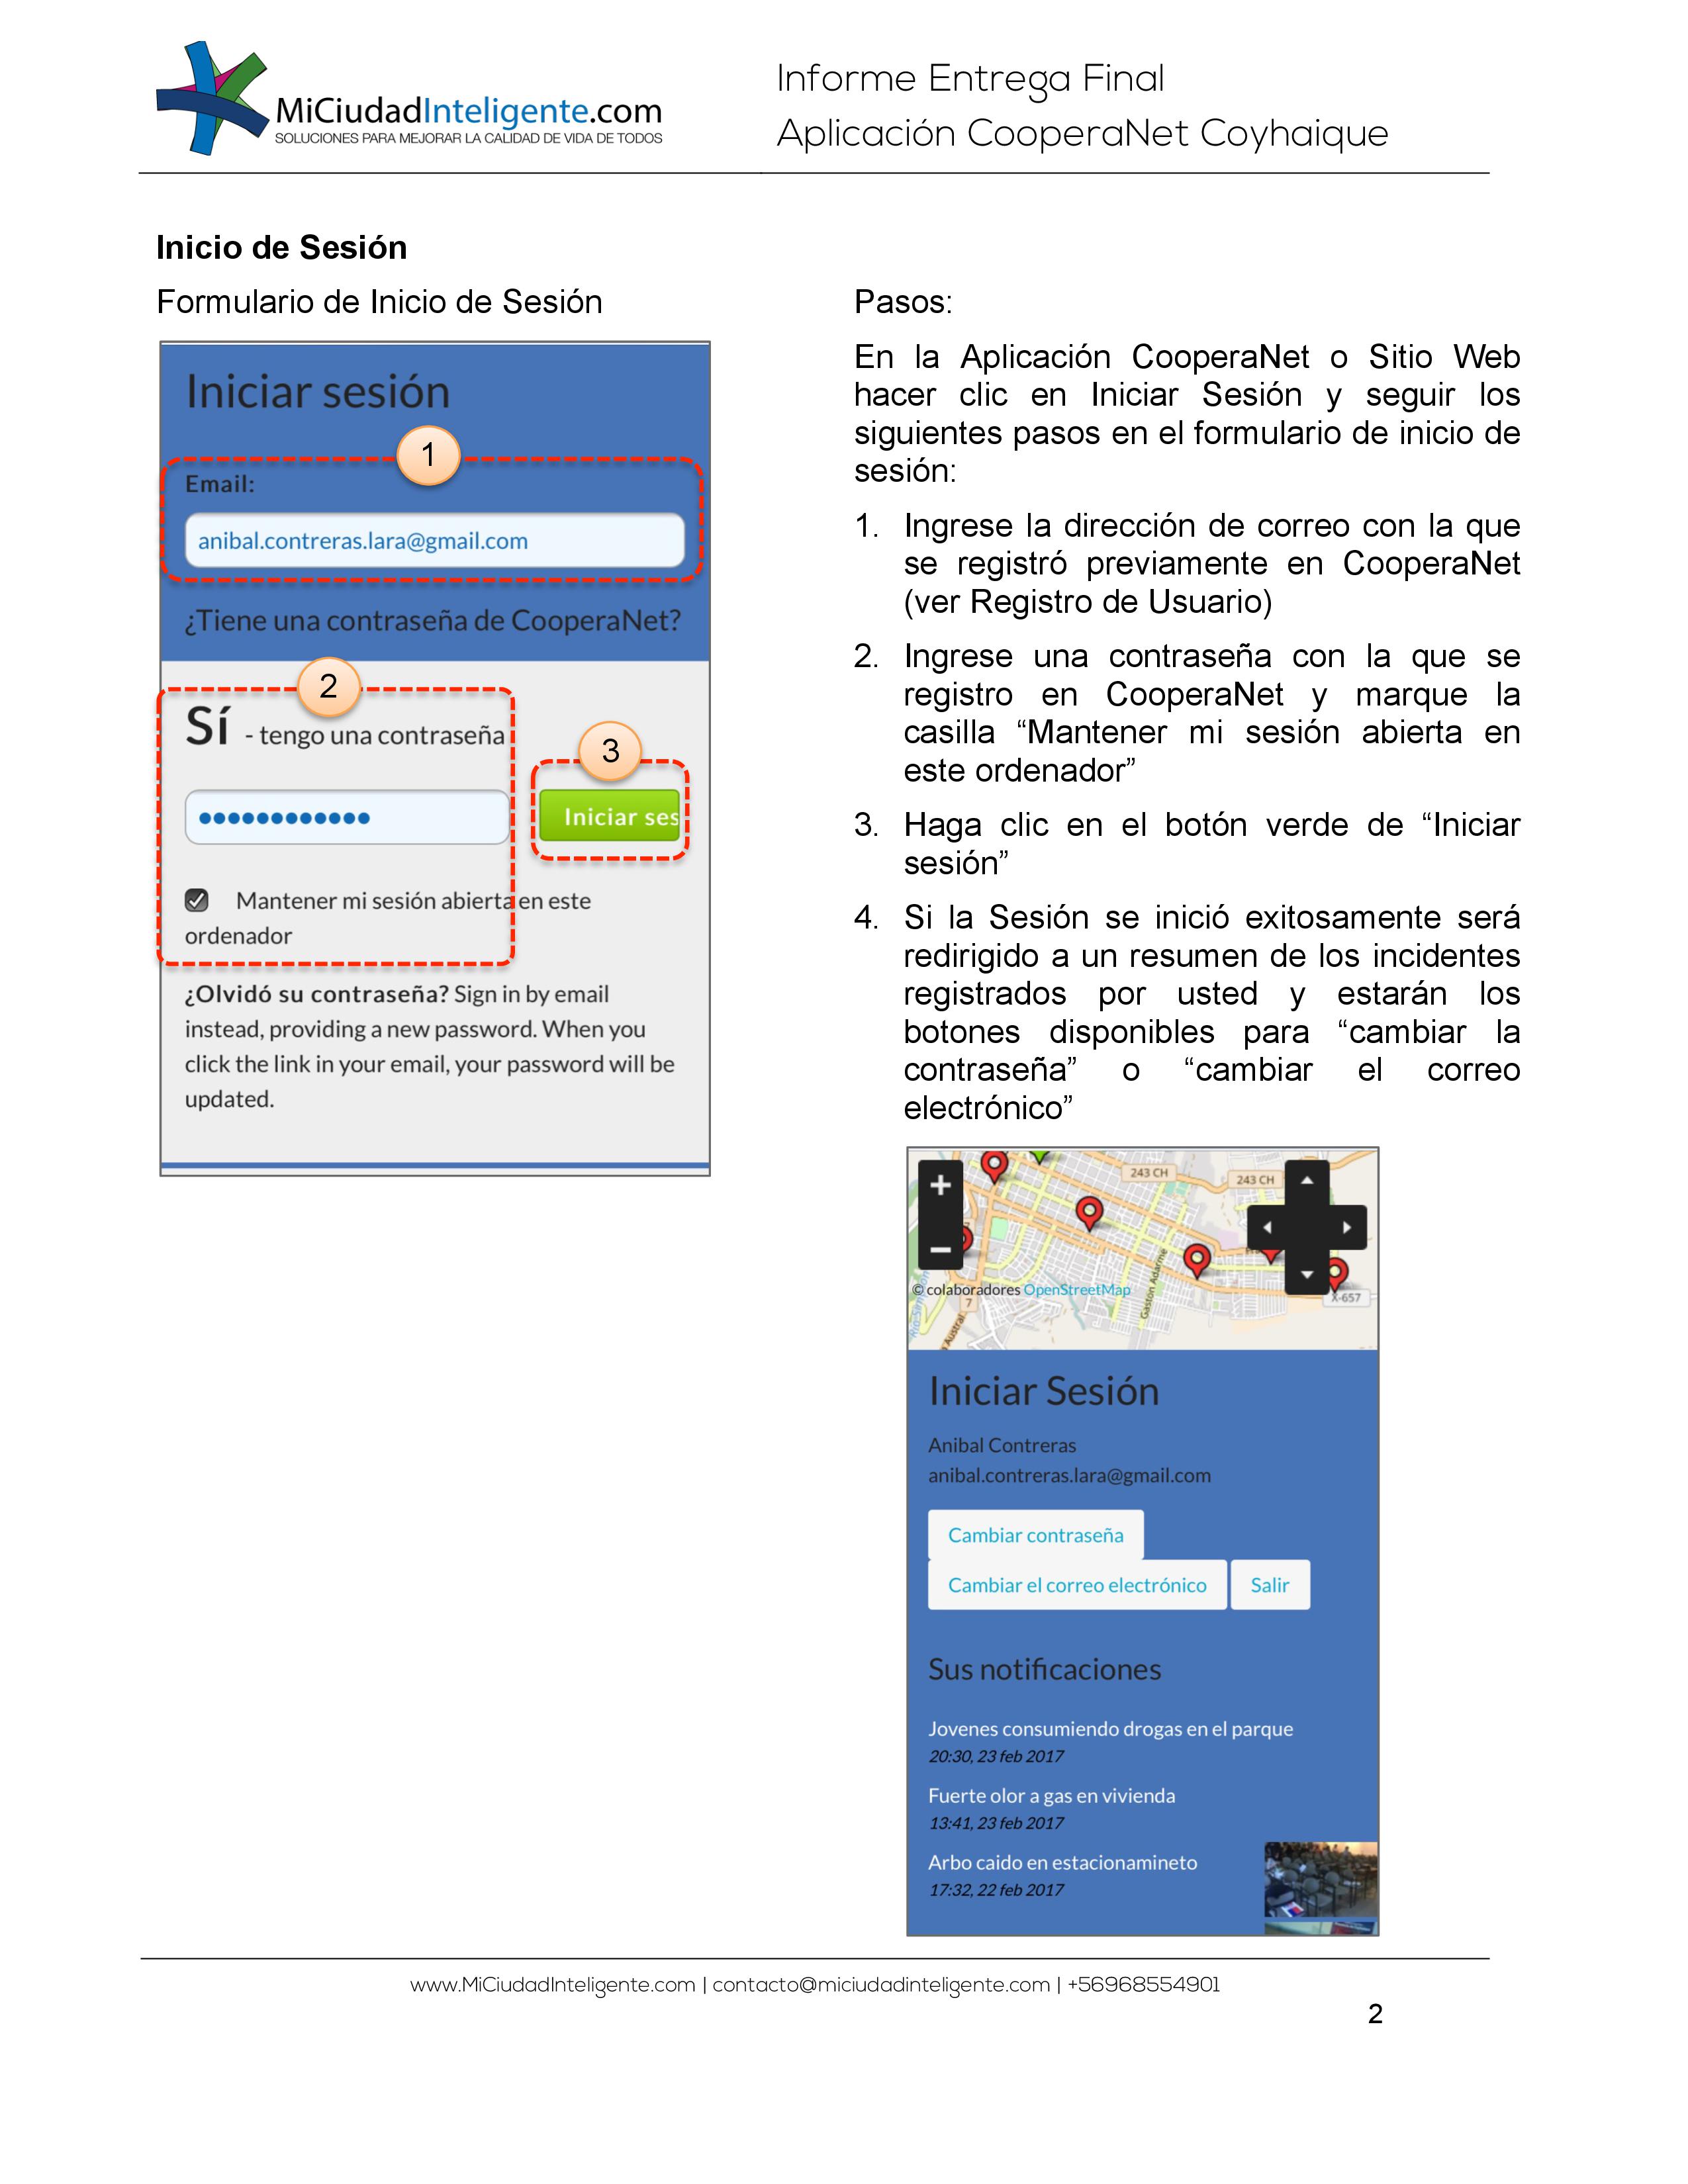 MiCiudadInteligente.com
SOLUCIONES PARA MEJORAR LA CALIDAD DE VIDA DE TODOS
Informe Entrega Final
Aplicación CooperaNet Coyhaique
Inicio de Sesión
Formulario de Inicio de Sesión
Iniciar sesión
1
Email:
anibal.contreras.lara@gmail.com
¿Tiene una contraseña de CooperaNet?
2
Sí - tengo una contraseña
3
Iniciar ses
Mantener mi sesión abierta en este
ordenador
¿Olvidó su contraseña? Sign in by email
instead, providing a new password. When you
click the link in your email, your password will be
updated.
Pasos:
En la Aplicación CooperaNet o Sitio Web
hacer clic en Iniciar Sesión y seguir los
siguientes pasos en el formulario de inicio de
sesión:
1. Ingrese la dirección de correo con la que
se registró previamente en CooperaNet
(ver Registro de Usuario)
2. Ingrese una contraseña con la que se
registro en CooperaNet y marque la
casilla “Mantener mi sesión abierta en
este ordenador”
3. Haga clic en el botón verde de “Iniciar
sesión”
4. Si la Sesión se inició exitosamente será
redirigido a un resumen de los incidentes
registrados por usted y estarán los
botones disponibles para “cambiar la
contraseña” o “cambiar el correo
electrónico”
+
243 CH
243 CH
−
Gaston Adarme
© colaboradores OpenStreetMap
7
X-657
Austral
Iniciar Sesión
Anibal Contreras
anibal.contreras.lara@gmail.com
Cambiar contraseña
Cambiar el correo electrónico
Salir
Sus notificaciones
Jovenes consumiendo drogas en el parque
20:30, 23 feb 2017
Fuerte olor a gas en vivienda
13:41, 23 feb 2017
Arbo caido en estacionamineto
17:32, 22 feb 2017
www.MiCiudadInteligente.com | contacto@miciudadinteligente.com | +56968554901
2